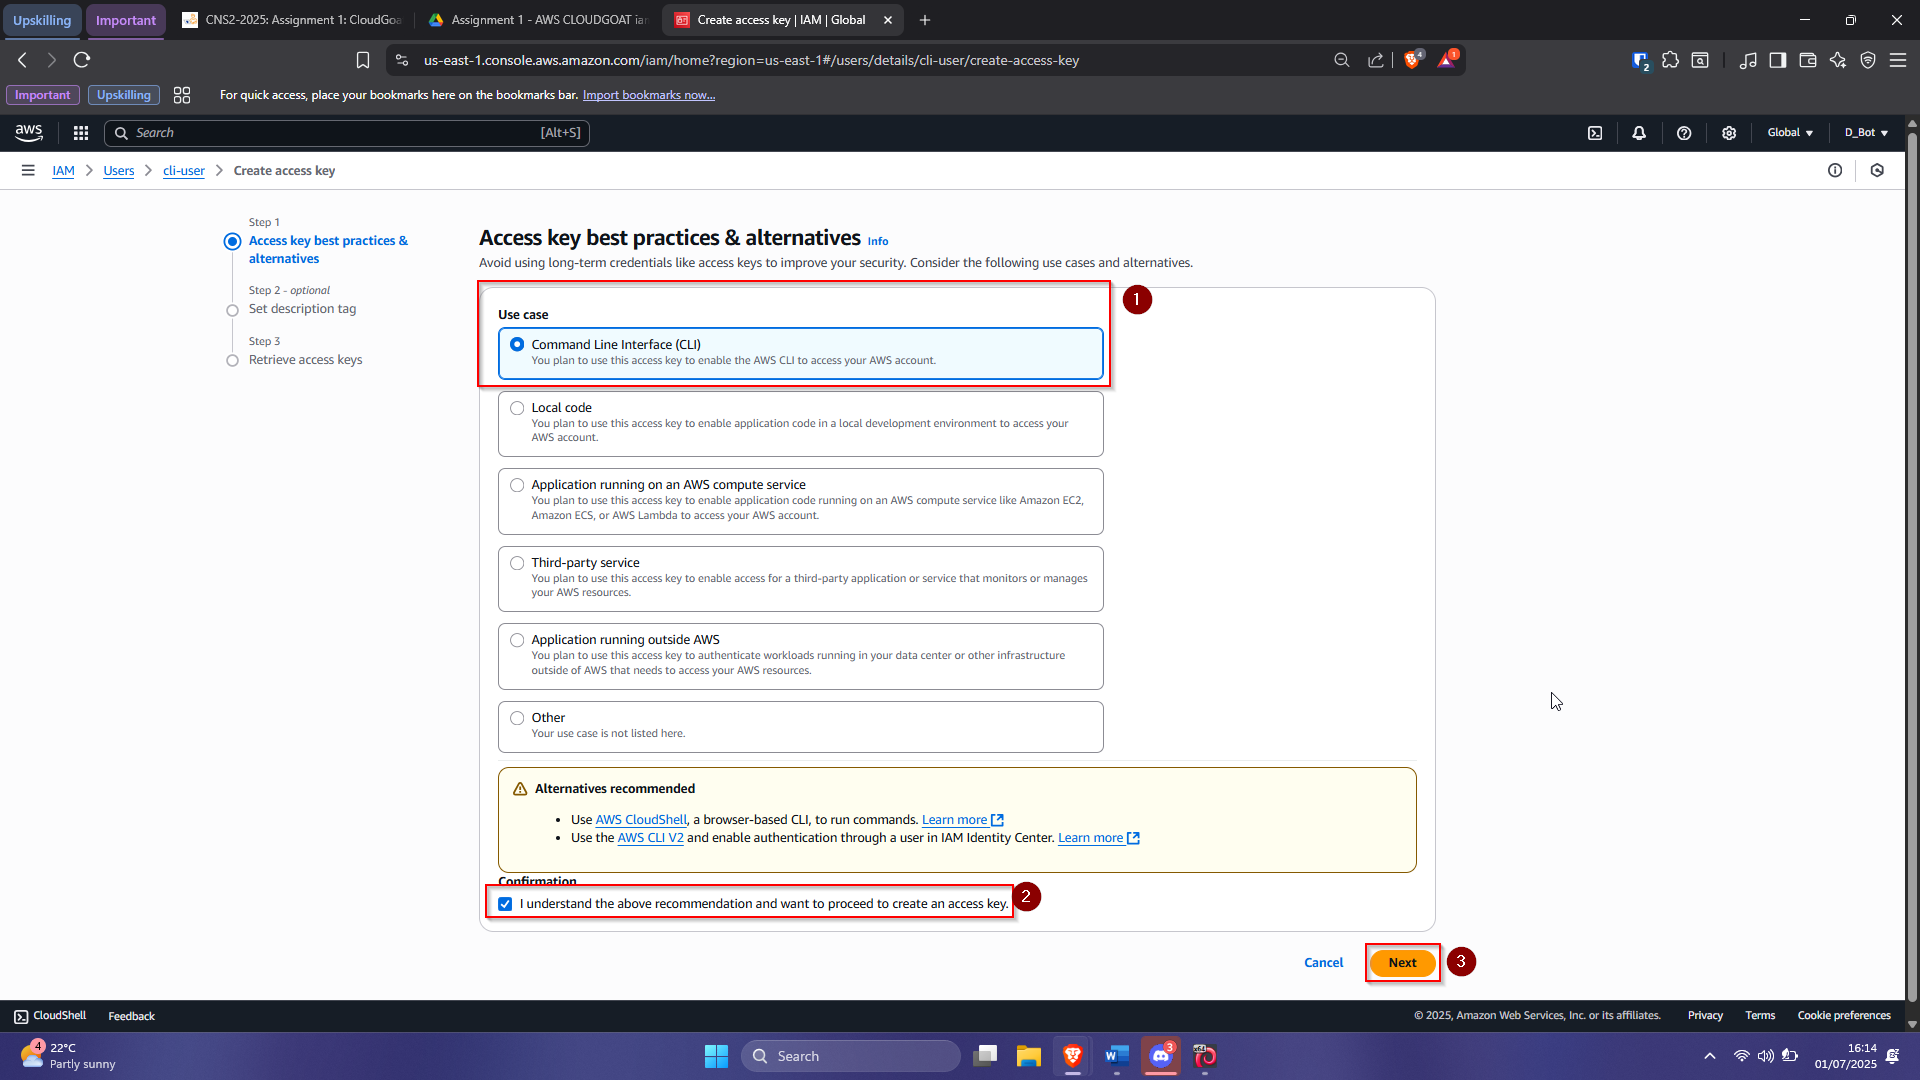 Upskilling
Important
CNS2-2025: Assignment 1: CloudGoa
Assignment 1 - AWS CLOUDGOAT iam
Create access key | IAM | Global
us-east-1.console.aws.amazon.com/iam/home?region=us-east-1#/users/details/cli-user/create-access-key
4
1
2
Important
Upskilling
For quick access, place your bookmarks here on the bookmarks bar. Import bookmarks now...
aws
Search
[Alt+S]
Global
D_Bot
IAM
Users
cli-user
Create access key
Step 1
Access key best practices &
alternatives
Step 2 - optional
Set description tag
Step 3
Retrieve access keys
Access key best practices & alternatives Info
Avoid using long-term credentials like access keys to improve your security. Consider the following use cases and alternatives.
1
Use case
Command Line Interface (CLI)
You plan to use this access key to enable the AWS CLI to access your AWS account.
Local code
You plan to use this access key to enable application code in a local development environment to access your
AWS account.
Application running on an AWS compute service
You plan to use this access key to enable application code running on an AWS compute service like Amazon EC2,
Amazon ECS, or AWS Lambda to access your AWS account.
Third-party service
You plan to use this access key to enable access for a third-party application or service that monitors or manages
your AWS resources.
Application running outside AWS
You plan to use this access key to authenticate workloads running in your data center or other infrastructure
outside of AWS that needs to access your AWS resources.
Other
Your use case is not listed here.
Alternatives recommended
• Use AWS CloudShell, a browser-based CLI, to run commands. Learn more
• Use the AWS CLI V2 and enable authentication through a user in IAM Identity Center. Learn more
Confirmation
I understand the above recommendation and want to proceed to create an access key.
2
Cancel
Next
3
CloudShell
Feedback
© 2025, Amazon Web Services, Inc. or its affiliates.
Privacy
Terms
Cookie preferences
4
22°C
Partly sunny
Search
3
16:14
01/07/2025